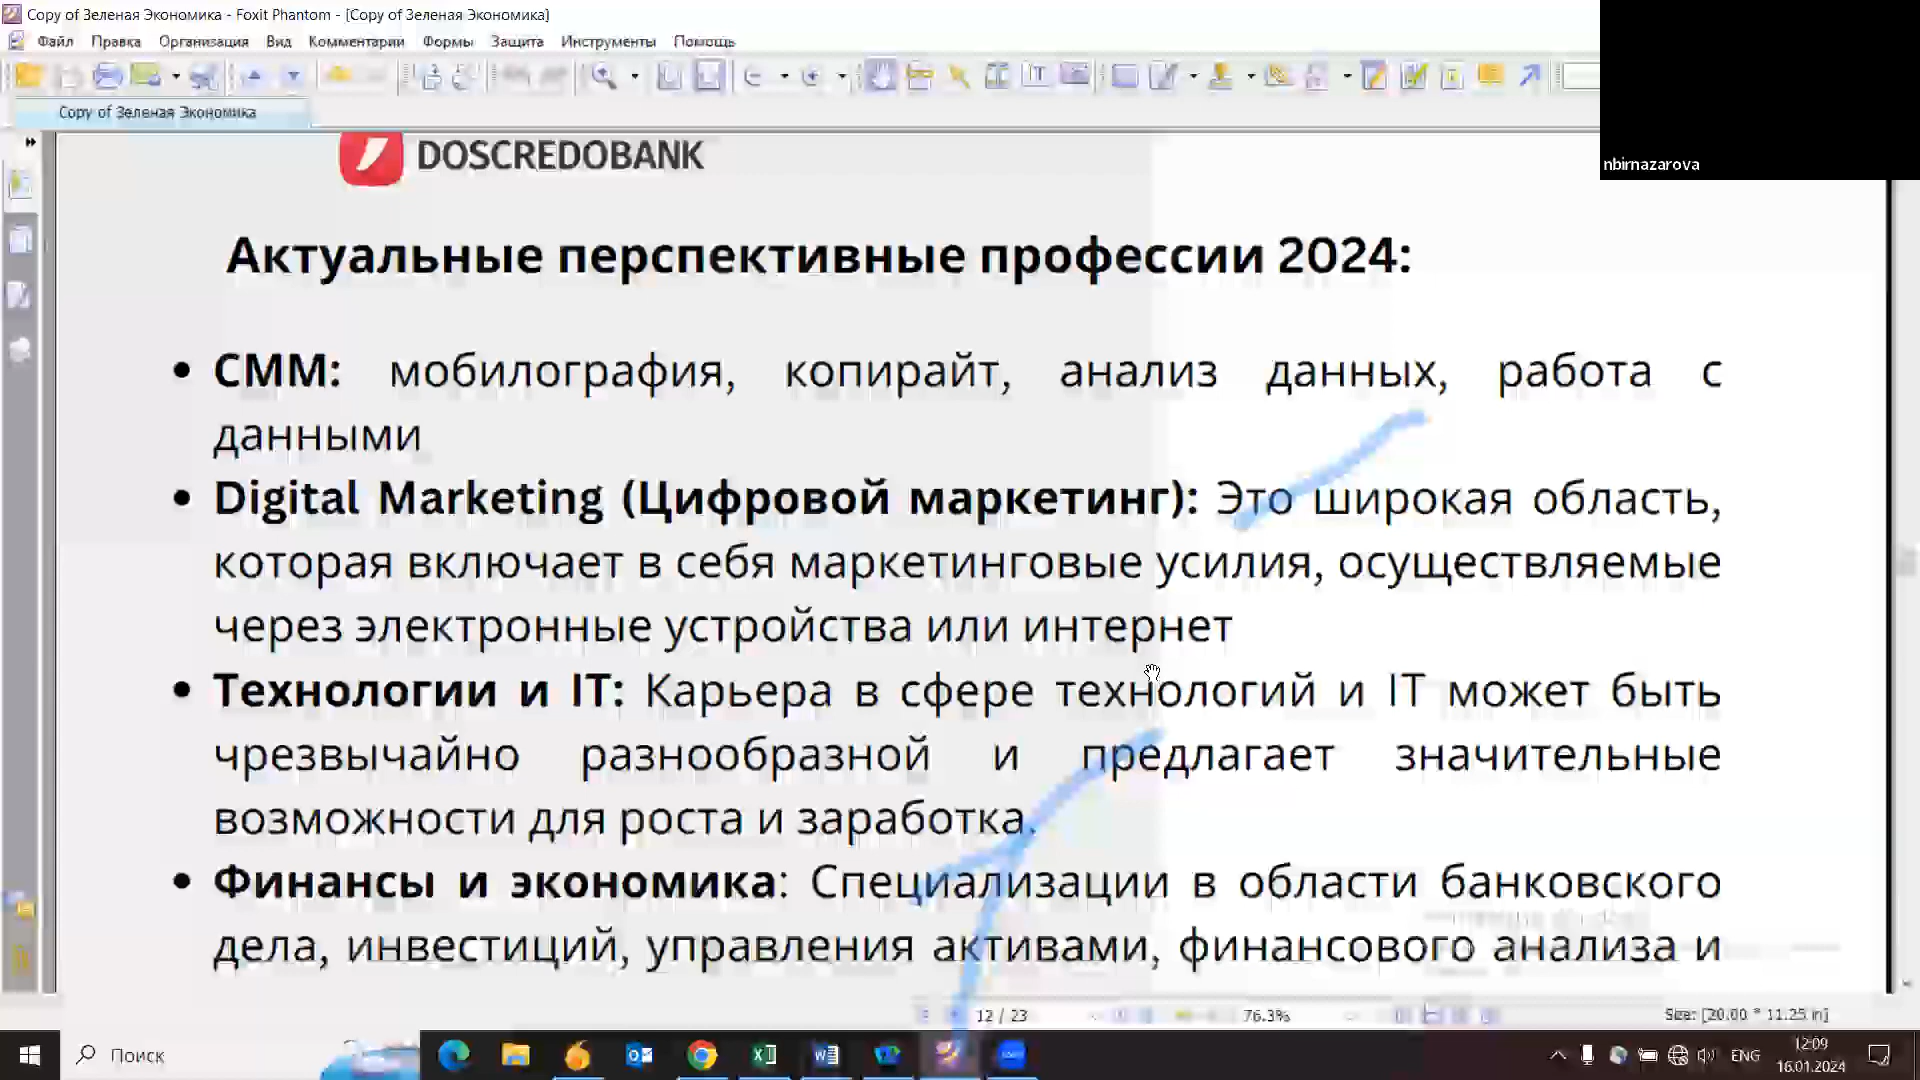 Copy of Зеленая Экономика - Foxit Phantom - [Copy of Зеленая Экономика]
Файл Правка Организация Вид Комментарии Формы Защита Инструменты Помощь
Copy of Зеленая Экономика
nbirnazarova
DOSCREDOBANK
Актуальные перспективные профессии 2024:
• СММ: мобилография, копирайт, анализ данных, работа с
данными
• Digital Marketing (Цифровой маркетинг): Это широкая область,
которая включает в себя маркетинговые усилия, осуществляемые
через электронные устройства или интернет
• Технологии и IT: Карьера в сфере технологий и IT может быть
чрезвычайно разнообразной и предлагает значительные
возможности для роста и заработка.
• Финансы и экономика: Специализации в области банковского
дела, инвестиций, управления активами, финансового анализа и
12 / 23 76.3% Size: [20.00 * 11.25 in]
Поиск
ENG
12:09
16.01.2024